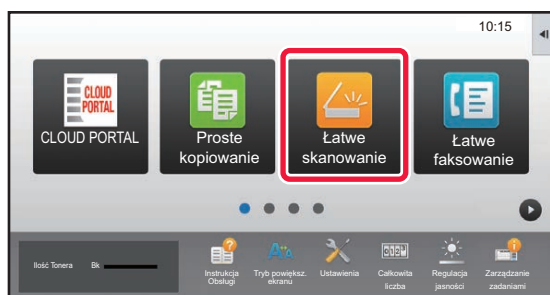 10:15
CLOUD
PORTAL
CLOUD PORTAL
Proste
kopiowanie
Łatwe
skanowanie
Łatwe
faksowanie
Ilość Tonera Bk
Instrukcja
Obsługi
Tryb powiększ.
ekranu
Ustawienia
Całkowita
liczba
Regulacja
jasności
Zarządzanie
zadaniami